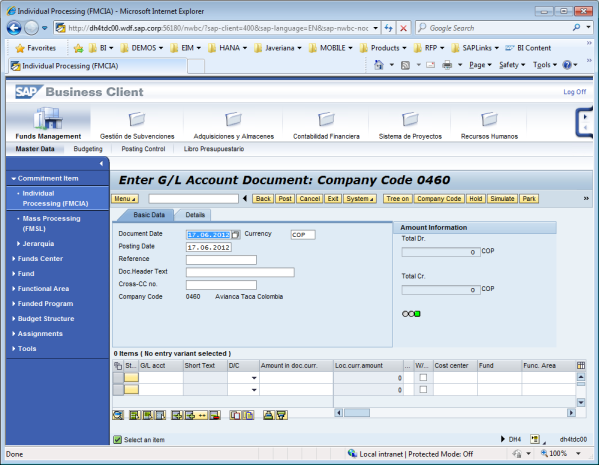 Individual Processing (FMCIA) - Microsoft Internet Explorer
http://dh4tdc00.wdf.sap.corp:56180/nwbc/?sap-client=400&sap-language=EN&sap-nwbc-noc
Google Search
Favorites BI DEMOS EIM HANA Javeriana MOBILE Products RFP SAPLinks BI Content
Individual Processing (FMCIA) Page Safety Tools
SAP Business Client Log Off
Funds Management Gestión de Subvenciones Adquisiciones y Almacenes Contabilidad Financiera Sistema de Proyectos Recursos Humanos
Master Data Budgeting Posting Control Libro Presupuestario
Commitment Item
Individual Processing (FMCIA)
Mass Processing (FMSL)
Jerarquia
Funds Center
Fund
Functional Area
Funded Program
Budget Structure
Assignments
Tools
Enter G/L Account Document: Company Code 0460
Menu Back Post Cancel Exit System Tree on Company Code Hold Simulate Park
Basic Data Details
Document Date 17.06.2012 Currency COP
Posting Date 17.06.2012
Reference
Doc.Header Text
Cross-CC no.
Company Code 0460 Avianca Taca Colombia
Amount Information
Total Dr.
0 COP
Total Cr.
0 COP
0 Items ( No entry variant selected )
St... G/L acct Short Text D/C Amount in doc.curr. Loc.curr.amount ... W/... Cost center Fund Func. Area
0
0
Select an item DH4 dh4tdc00
Done Local intranet | Protected Mode: Off 100%